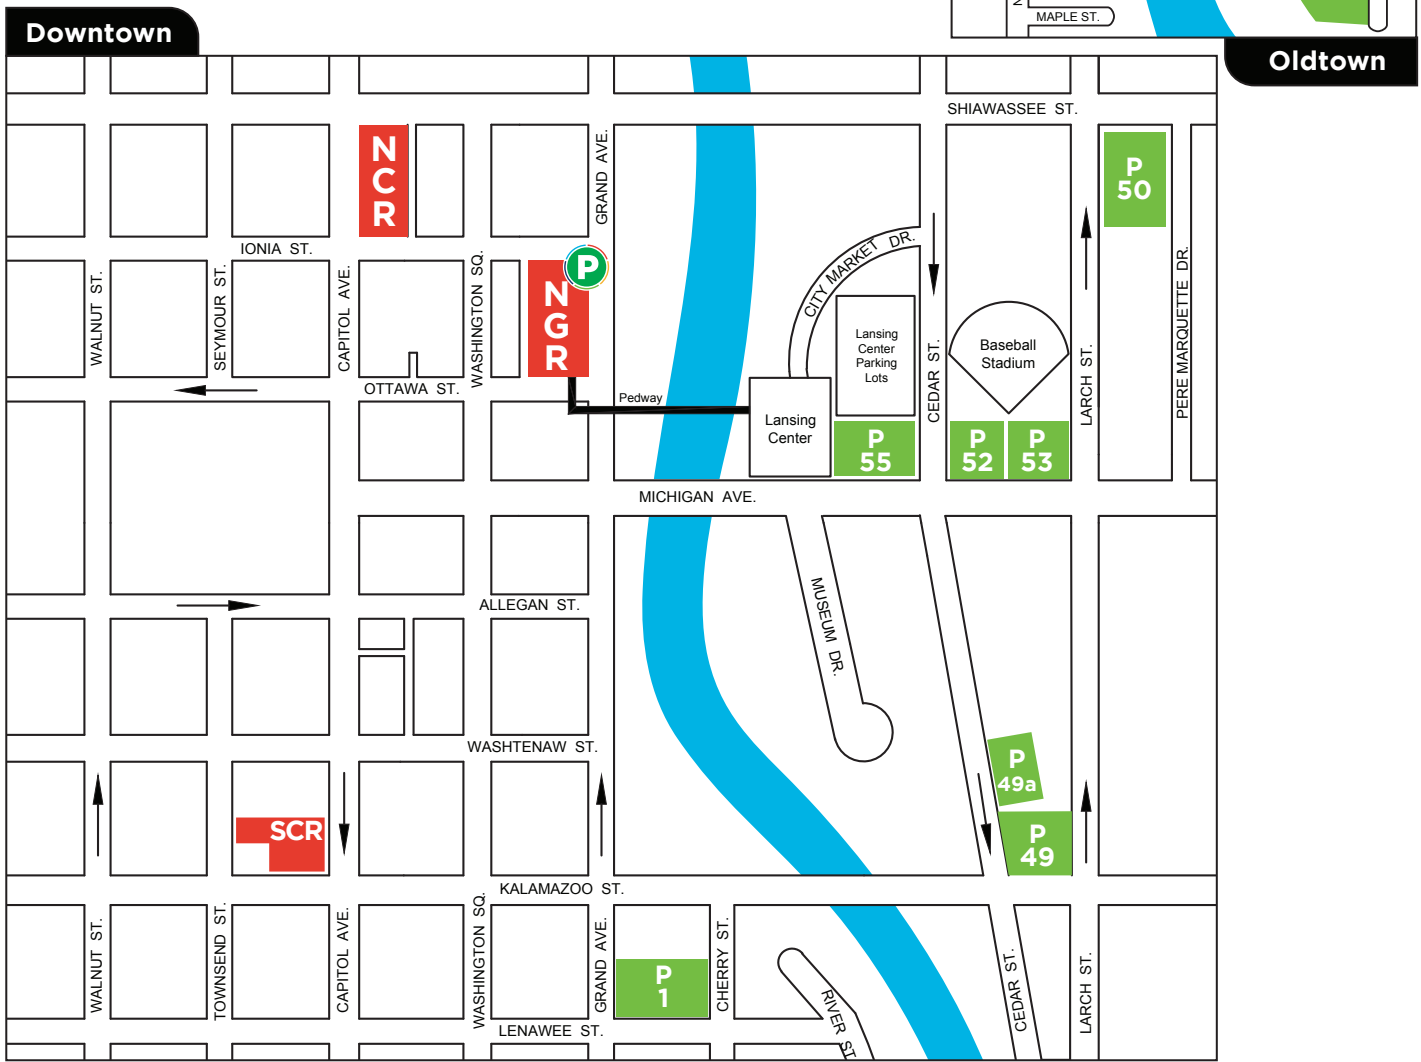 MAPLE ST.
Downtown
Oldtown
SHIAWASSEE ST.
N
C
R
GRAND AVE.
P
50
IONIA ST.
CITY MARKET DR.
P
N
G
R
WALNUT ST.
SEYMOUR ST.
CAPITOL AVE.
WASHINGTON SQ.
PERE MARQUETTE DR.
Lansing
Center
Parking
Lots
CEDAR ST.
Baseball
Stadium
LARCH ST.
OTTAWA ST.
Pedway
Lansing
Center
P
55
P
52
P
53
MICHIGAN AVE.
ALLEGAN ST.
MUSEUM DR.
WASHTENAW ST.
P
49a
SCR
P
49
KALAMAZOO ST.
WALNUT ST.
TOWNSEND ST.
CAPITOL AVE.
WASHINGTON SQ.
GRAND AVE.
P
1
CHERRY ST.
RIVER ST.
CEDAR ST.
LARCH ST.
LENAWEE ST.